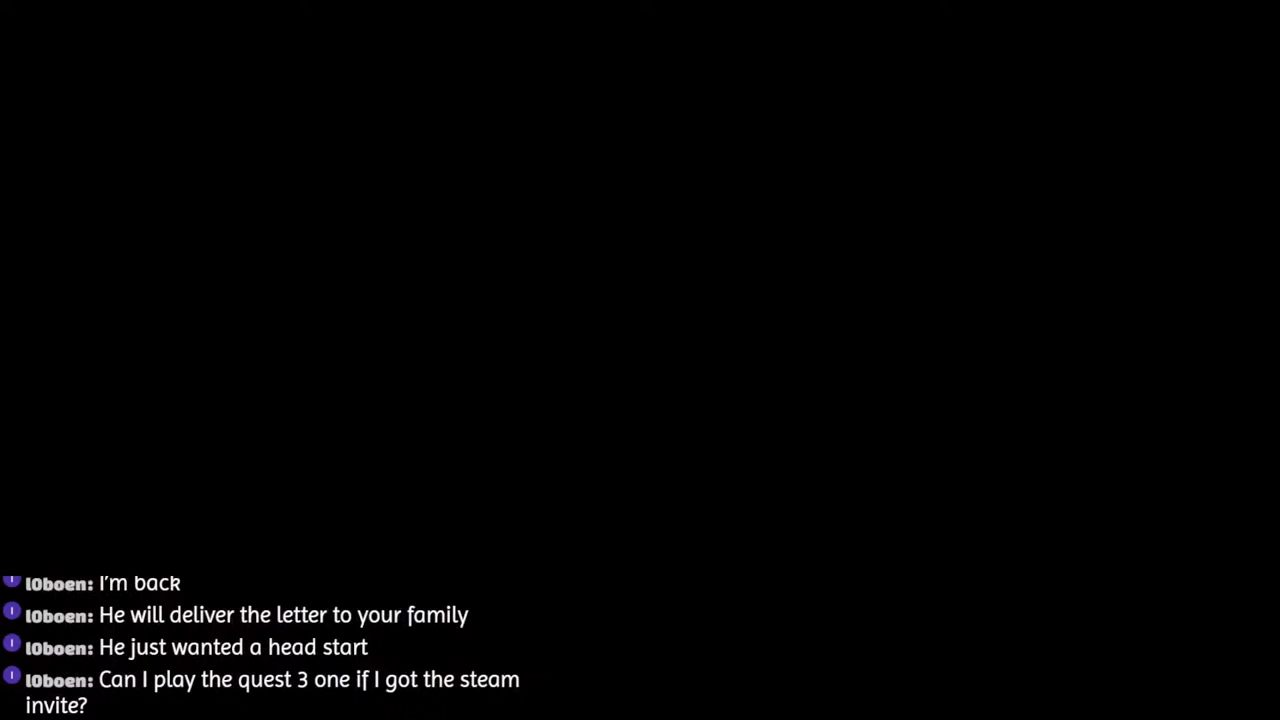 l0boen: I'm back
l0boen: He will deliver the letter to your family
l0boen: He just wanted a head start
l0boen: Can I play the quest 3 one if I got the steam
invite?